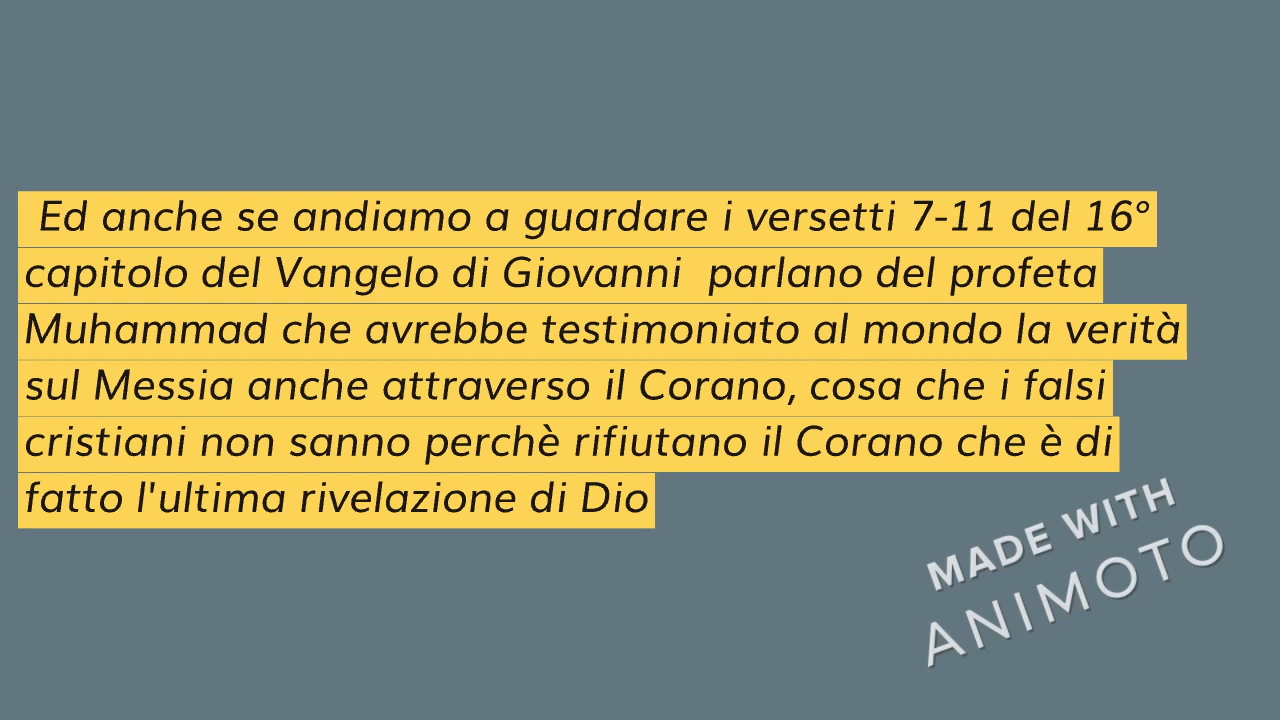 Ed anche se andiamo a guardare i versetti 7-11 del 16°
capitolo del Vangelo di Giovanni  parlano del profeta
Muhammad che avrebbe testimoniato al mondo la verità
sul Messia anche attraverso il Corano, cosa che i falsi
cristiani non sanno perchè rifiutano il Corano che è di
fatto l'ultima rivelazione di Dio
MADE WITH
ANIMOTO